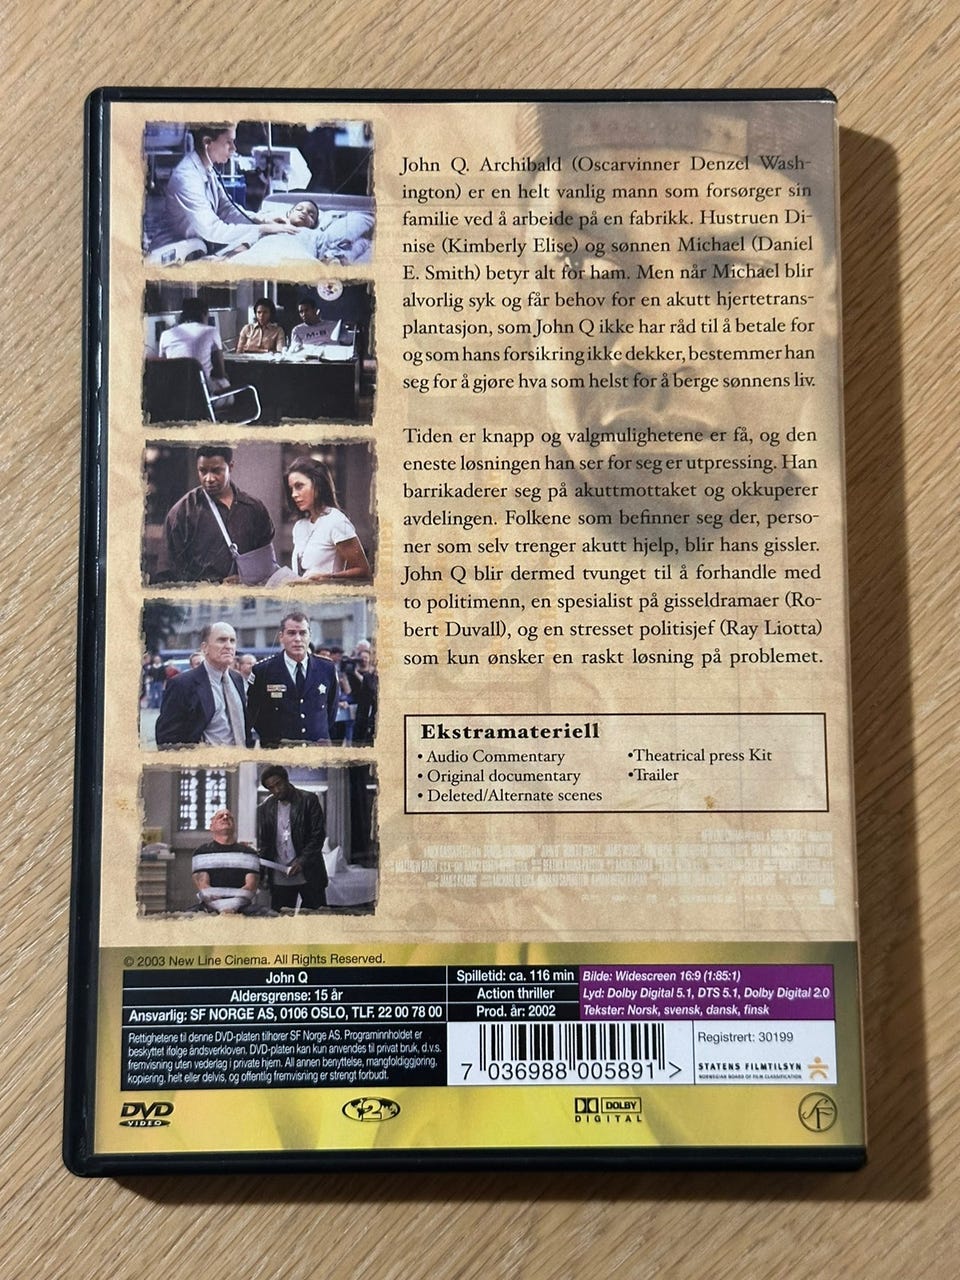 John Q. Archibald (Oscarvinner Denzel Wash-
ington) er en helt vanlig mann som forsørger sin
familie ved å arbeide på en fabrikk. Hustruen Di-
nise (Kimberly Elise) og sønnen Michael (Daniel
E. Smith) betyr alt for ham. Men når Michael blir
alvorlig syk og får behov for en akutt hjertetrans-
plantasjon, som John Q ikke har råd til å betale for
og som hans forsikring ikke dekker, bestemmer han
seg for å gjøre hva som helst for å berge sønnens liv.
Tiden er knapp og valgmulighetene er få, og den
eneste løsningen han ser for seg er utpressing. Han
barrikaderer seg på akuttmottaket og okkuperer
avdelingen. Folkene som befinner seg der, perso-
ner som selv trenger akutt hjelp, blir hans gissler.
John Q blir dermed tvunget til å forhandle med
to politimenn, en spesialist på gisseldramaer (Ro-
bert Duvall), og en stresset politisjef (Ray Liotta)
som kun ønsker en raskt løsning på problemet.
Ekstramateriell
• Audio Commentary
• Original documentary
• Deleted/Alternate scenes
•Theatrical press Kit
•Trailer
© 2003 New Line Cinema. All Rights Reserved.
John Q
Aldersgrense: 15 år
Ansvarlig: SF NORGE AS, 0106 OSLO, TLF. 22 00 78 00
Rettighetene til denne DVD-platen tilhører SF Norge AS. Programinnholdet er
beskyttet ifølge åndsverkloven. DVD-platen kan kun anvendes til privat bruk, d.v.s.
fremvisning uten vederlag i private hjem. All annen benyttelse, mangfoldiggjøring,
kopiering, helt eller delvis, og offentlig fremvisning er strengt forbudt.
Spilletid: ca. 116 min
Action thriller
Prod. år: 2002
Bilde: Widescreen 16:9 (1:85:1)
Lyd: Dolby Digital 5.1, DTS 5.1, Dolby Digital 2.0
Tekster: Norsk, svensk, dansk, finsk
7 036988 005891 >
Registrert: 30199
STATENS FILMTILSYN
NORWEGIAN BOARD OF FILM CLASSIFICATION
DVD
VIDEO
2
DOLBY
DIGITAL
SF